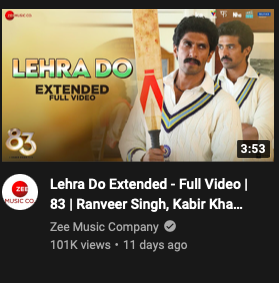 ZEE MUSIC CO.
LEHRA DO
EXTENDED
FULL VIDEO
83
3:53
ZEE
MUSIC CO.
Lehra Do Extended - Full Video |
83 | Ranveer Singh, Kabir Kha...
Zee Music Company
101K views • 11 days ago